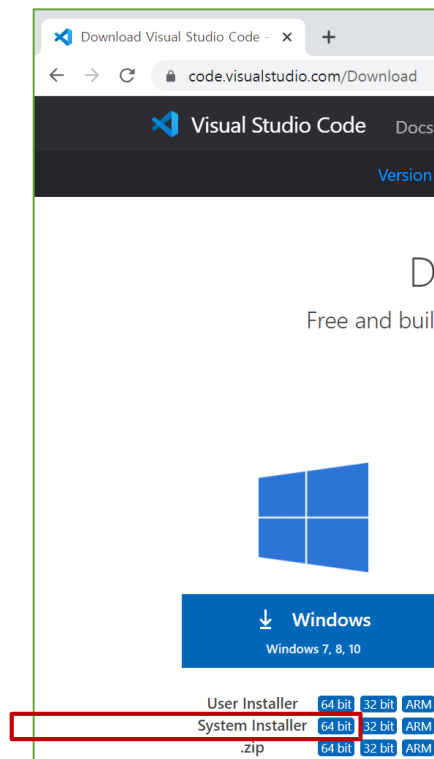 Download Visual Studio Code -
code.visualstudio.com/Download
Visual Studio Code Docs
Version
D
Free and buil
Windows
Windows 7, 8, 10
User Installer 64 bit 32 bit ARM
System Installer 64 bit 32 bit ARM
.zip 64 bit 32 bit ARM